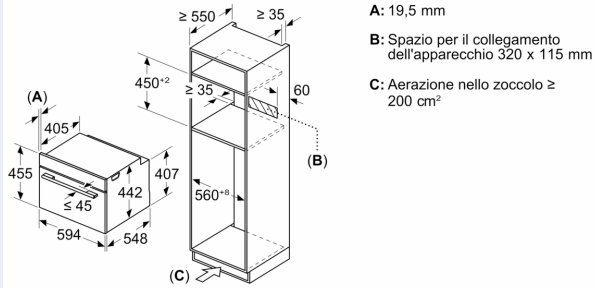 ≥ 550
≥ 35
450+2
≥ 35
60
(A)
405
(B)
455
442
407
≤ 45
560+8
594
548
(C)
A: 19,5 mm
B: Spazio per il collegamento
dell'apparecchio 320 x 115 mm
C: Aerazione nello zoccolo ≥
200 cm²